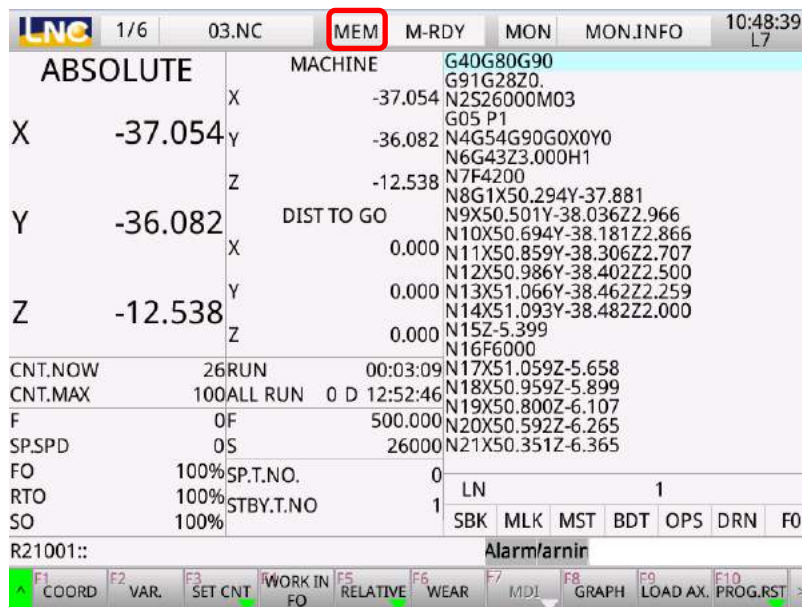 LNC 1/6 03.NC MEM M-RDY MON MON.INFO 10:48:39
L7
ABSOLUTE
X -37.054
Y -36.082
Z -12.538
MACHINE
X -37.054
Y -36.082
Z -12.538
DIST TO GO
X 0.000
Y 0.000
Z 0.000
CNT.NOW 26
CNT.MAX 100
RUN 00:03:09
ALL RUN 0 D 12:52:46
F 0
SP.SPD 0
F 500.000
S 26000
FO 100%
RTO 100%
SO 100%
SP.T.NO. 0
STBY.T.NO 1
G40G80G90
G91G28Z0.
N2S26000M03
G05 P1
N4G54G90G0X0Y0
N6G43Z3.000H1
N7F4200
N8G1X50.294Y-37.881
N9X50.501Y-38.036Z2.966
N10X50.694Y-38.181Z2.866
N11X50.859Y-38.306Z2.707
N12X50.986Y-38.402Z2.500
N13X51.066Y-38.462Z2.259
N14X51.093Y-38.482Z2.000
N15Z-5.399
N16F6000
N17X51.059Z-5.658
N18X50.959Z-5.899
N19X50.800Z-6.107
N20X50.592Z-6.265
N21X50.351Z-6.365
LN 1
SBK MLK MST BDT OPS DRN F0
R21001:: Alarm/arnin
^ F1 COORD F2 VAR. F3 SET CNT F4 WORK IN FO F5 RELATIVE F6 WEAR F7 MDI F8 GRAPH F9 LOAD AX. F10 PROG.RST >